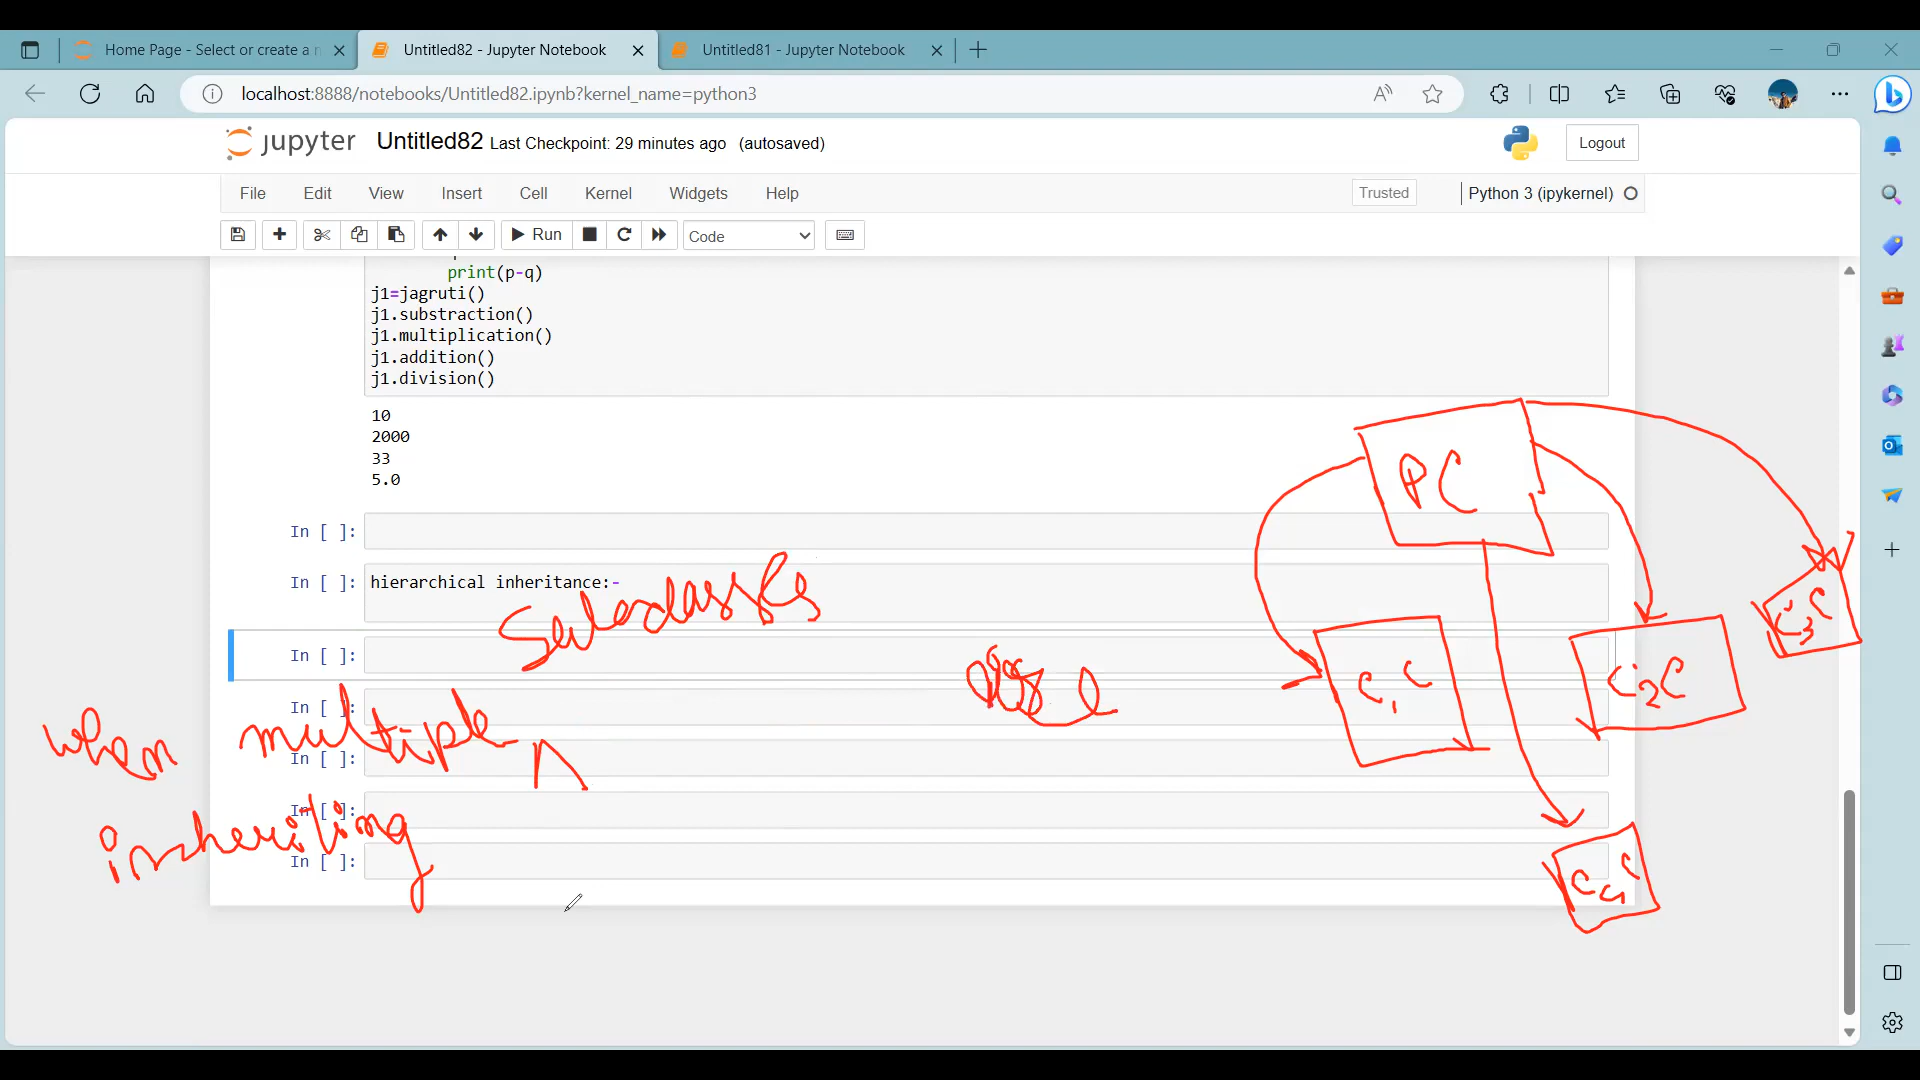 Home Page - Select or create a n
Untitled82 - Jupyter Notebook
Untitled81 - Jupyter Notebook
localhost:8888/notebooks/Untitled82.ipynb?kernel_name=python3
jupyter Untitled82 Last Checkpoint: 29 minutes ago (autosaved)
Logout
File Edit View Insert Cell Kernel Widgets Help
Trusted
Python 3 (ipykernel)
Run
Code
print(p-q)
j1=jagruti()
j1.substraction()
j1.multiplication()
j1.addition()
j1.division()
10
2000
33
5.0
PC
In [ ]:
In [ ]: hierarchical inheritance:-
C3C
In [ ]:
C1C
C2C
In [ ]:
when multiple
In [ ]:
In [ ]:
inheriting
In [ ]:
C4C